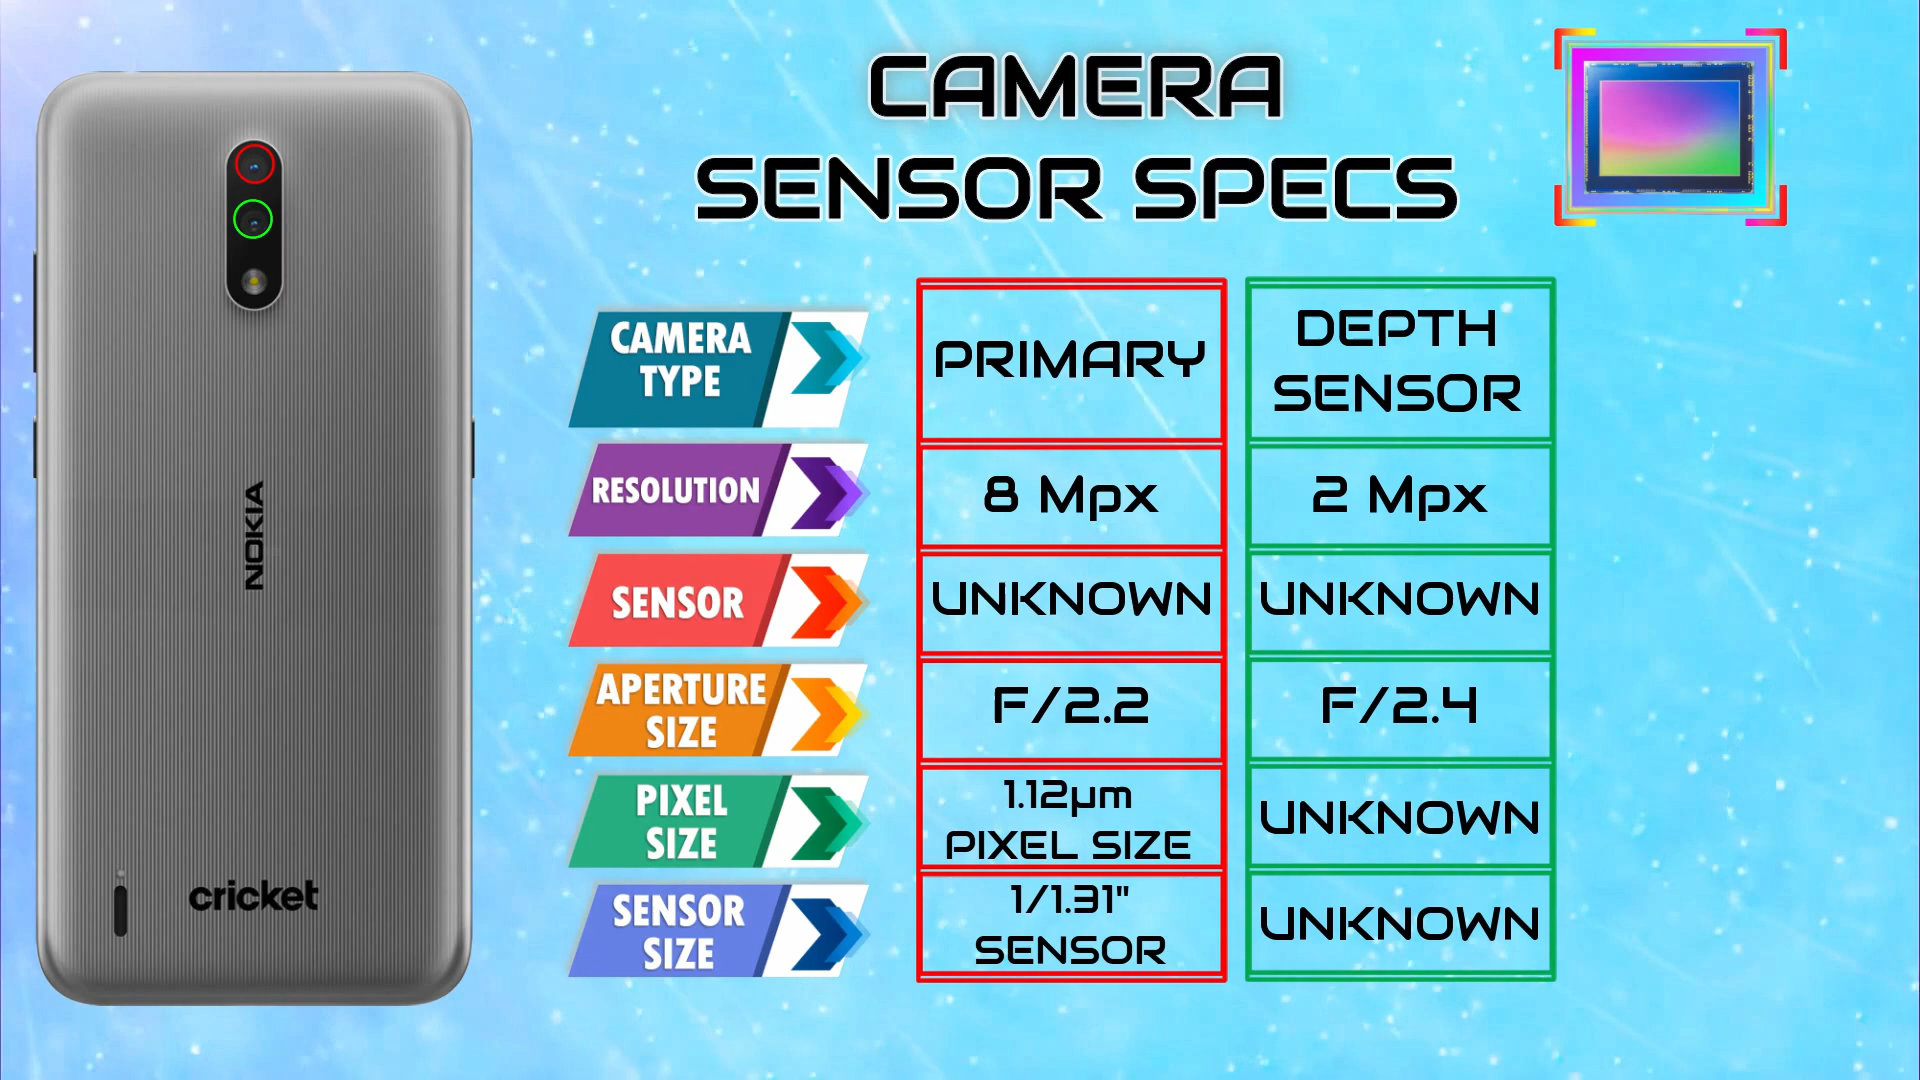 CAMERA
SENSOR SPECS
CAMERA
TYPE
PRIMARY
DEPTH
SENSOR
RESOLUTION
8 Mpx
2 Mpx
SENSOR
UNKNOWN
UNKNOWN
APERTURE
SIZE
F/2.2
F/2.4
PIXEL
SIZE
1.12µm
PIXEL SIZE
UNKNOWN
SENSOR
SIZE
1/1.31"
SENSOR
UNKNOWN
NOKIA
cricket